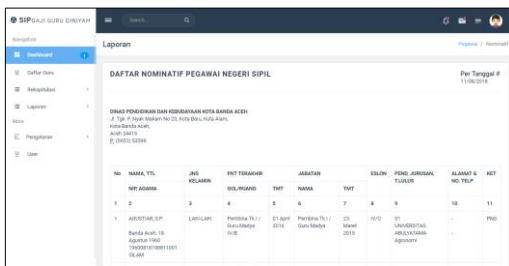 SIPGAJI GURU DINIYAH
Search..
Navigation
Laporan
Pegawai / Nominatif
Dashboard
Daftar Guru
Rekapitulasi
Laporan
More
Pengaturan
User
DAFTAR NOMINATIF PEGAWAI NEGERI SIPIL
Per Tanggal #
11/08/2018
DINAS PENDIDIKAN DAN KEBUDAYAAN KOTA BANDA ACEH
Jl. Tgk. P. Nyak Makam No 23, Kota Baru, Kuta Alam,
Kota Banda Aceh,
Aceh 24415
P: (0651)
No NAMA, TTL JNS KELAMIN PKT TERAKHIR JABATAN ESLON PEND, JURUSAN, T.LULUS ALAMAT & NO. TELP KET
NIP, AGAMA GOL/RUANG TMT NAMA TMT
1 2 3 4 5 6 7 8 9 10 11
1 AGUSTIAR, S.P LAKI-LAKI Pembina Tk.I / 01 April Pembina Tk.I / 23 IV/C S1 - PNS
Guru Madya 2016 Guru Madya Maret UNIVERSITAS
Banda Aceh, 18 IV/B 2015 ABULYATAMA -
Agustus 1960 Agronomi
ISLAM